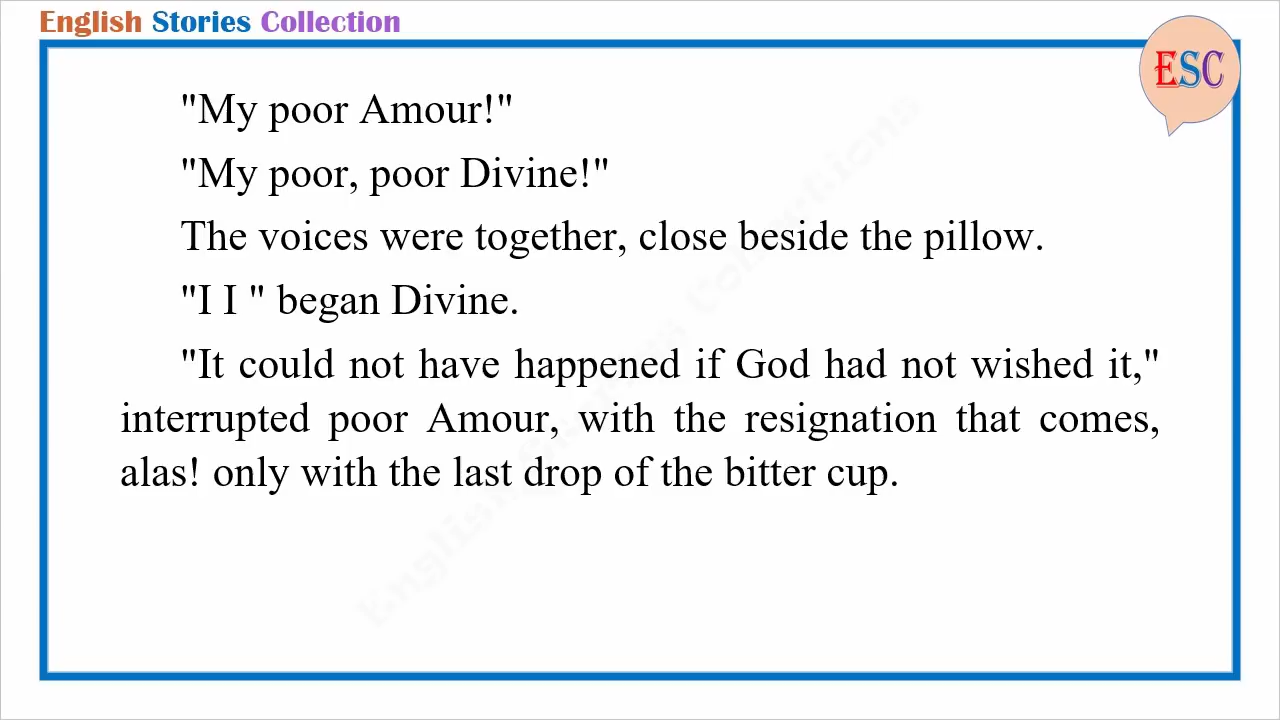 English Stories Collection
ESC
"My poor Amour!"
"My poor, poor Divine!"
The voices were together, close beside the pillow.
"I I " began Divine.
"It could not have happened if God had not wished it,"
interrupted poor Amour, with the resignation that comes,
alas! only with the last drop of the bitter cup.